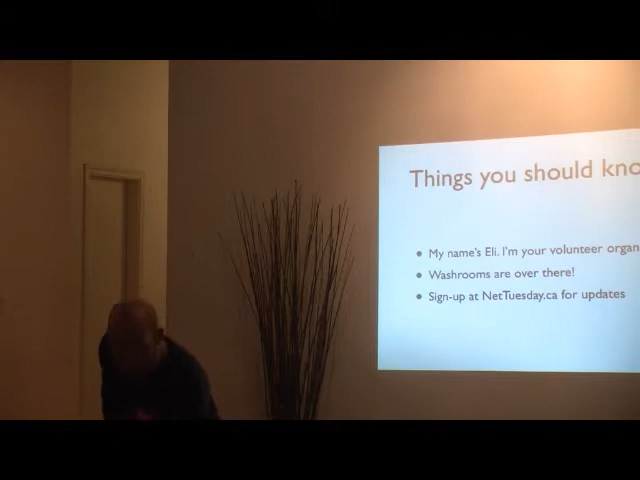 Things you should kno
• My name's Eli. I'm your volunteer organ
• Washrooms are over there!
• Sign-up at NetTuesday.ca for updates